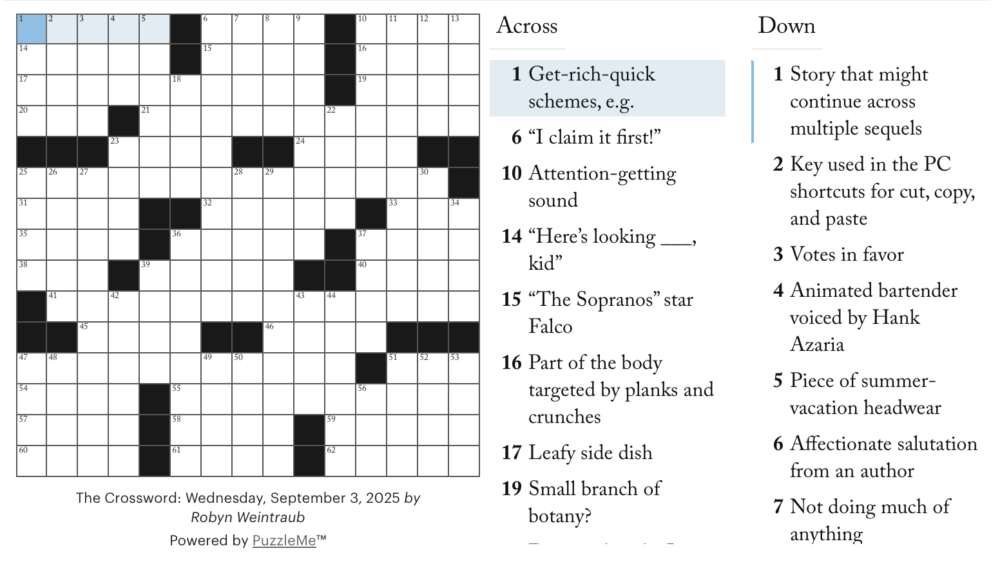 1 2 3 4 5 6 7 8 9 10 11 12 13
14 15 16
17 18 19
20 21 22
23 24
25 26 27 28 29 30
31 32 33 34
35 36 37
38 39 40
41 42 43 44
45 46
47 48 49 50 51 52 53
54 55 56
57 58 59
60 61 62
The Crossword: Wednesday, September 3, 2025 by
Robyn Weintraub
Powered by PuzzleMe™
Across
1 Get-rich-quick
schemes, e.g.
6 “I claim it first!”
10 Attention-getting
sound
14 “Here’s looking ___,
kid”
15 “The Sopranos” star
Falco
16 Part of the body
targeted by planks and
crunches
17 Leafy side dish
19 Small branch of
botany?
Down
1 Story that might
continue across
multiple sequels
2 Key used in the PC
shortcuts for cut, copy,
and paste
3 Votes in favor
4 Animated bartender
voiced by Hank
Azaria
5 Piece of summer-
vacation headwear
6 Affectionate salutation
from an author
7 Not doing much of
anything